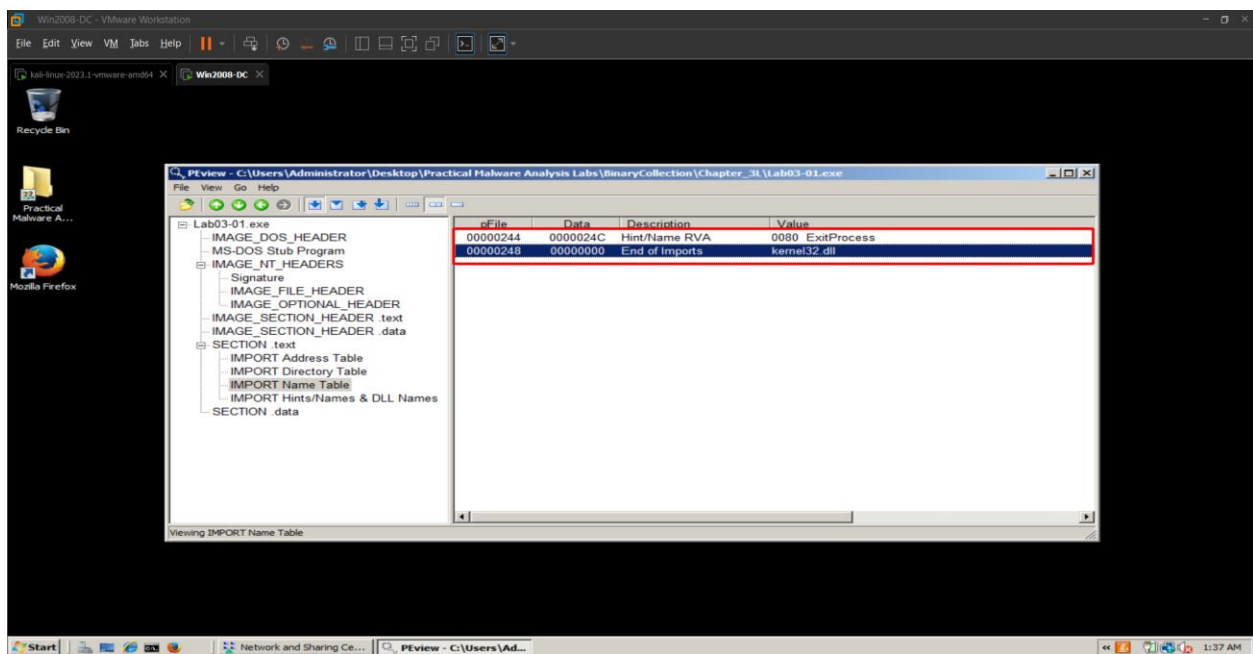 Win2008-DC - VMware Workstation
File Edit View VM Tabs Help
kali-linux-2023.1-vmware-amd64 Win2008-DC
Recycle Bin
Practical
Malware A...
Mozilla Firefox
PEview - C:\Users\Administrator\Desktop\Practical Malware Analysis Labs\BinaryCollection\Chapter_3L\Lab03-01.exe
File View Go Help
Lab03-01.exe
IMAGE_DOS_HEADER
MS-DOS Stub Program
IMAGE_NT_HEADERS
Signature
IMAGE_FILE_HEADER
IMAGE_OPTIONAL_HEADER
IMAGE_SECTION_HEADER .text
IMAGE_SECTION_HEADER .data
SECTION .text
IMPORT Address Table
IMPORT Directory Table
IMPORT Name Table
IMPORT Hints/Names & DLL Names
SECTION .data
pFile Data Description Value
00000244 0000024C Hint/Name RVA 0080 ExitProcess
00000248 00000000 End of Imports kernel32.dll
Viewing IMPORT Name Table
Start Network and Sharing Ce... PEview - C:\Users\Ad... 1:37 AM